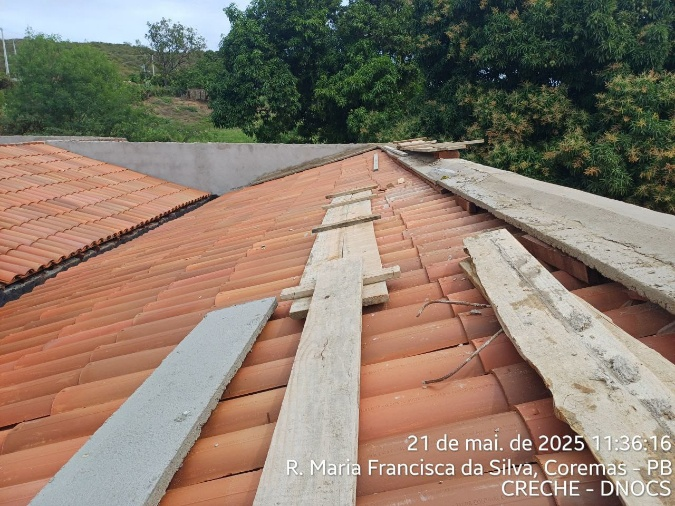 21 de mai. de 2025 11:36:16
R. Maria Francisca da Silva, Coremas - PB
CRECHE - DNOCS